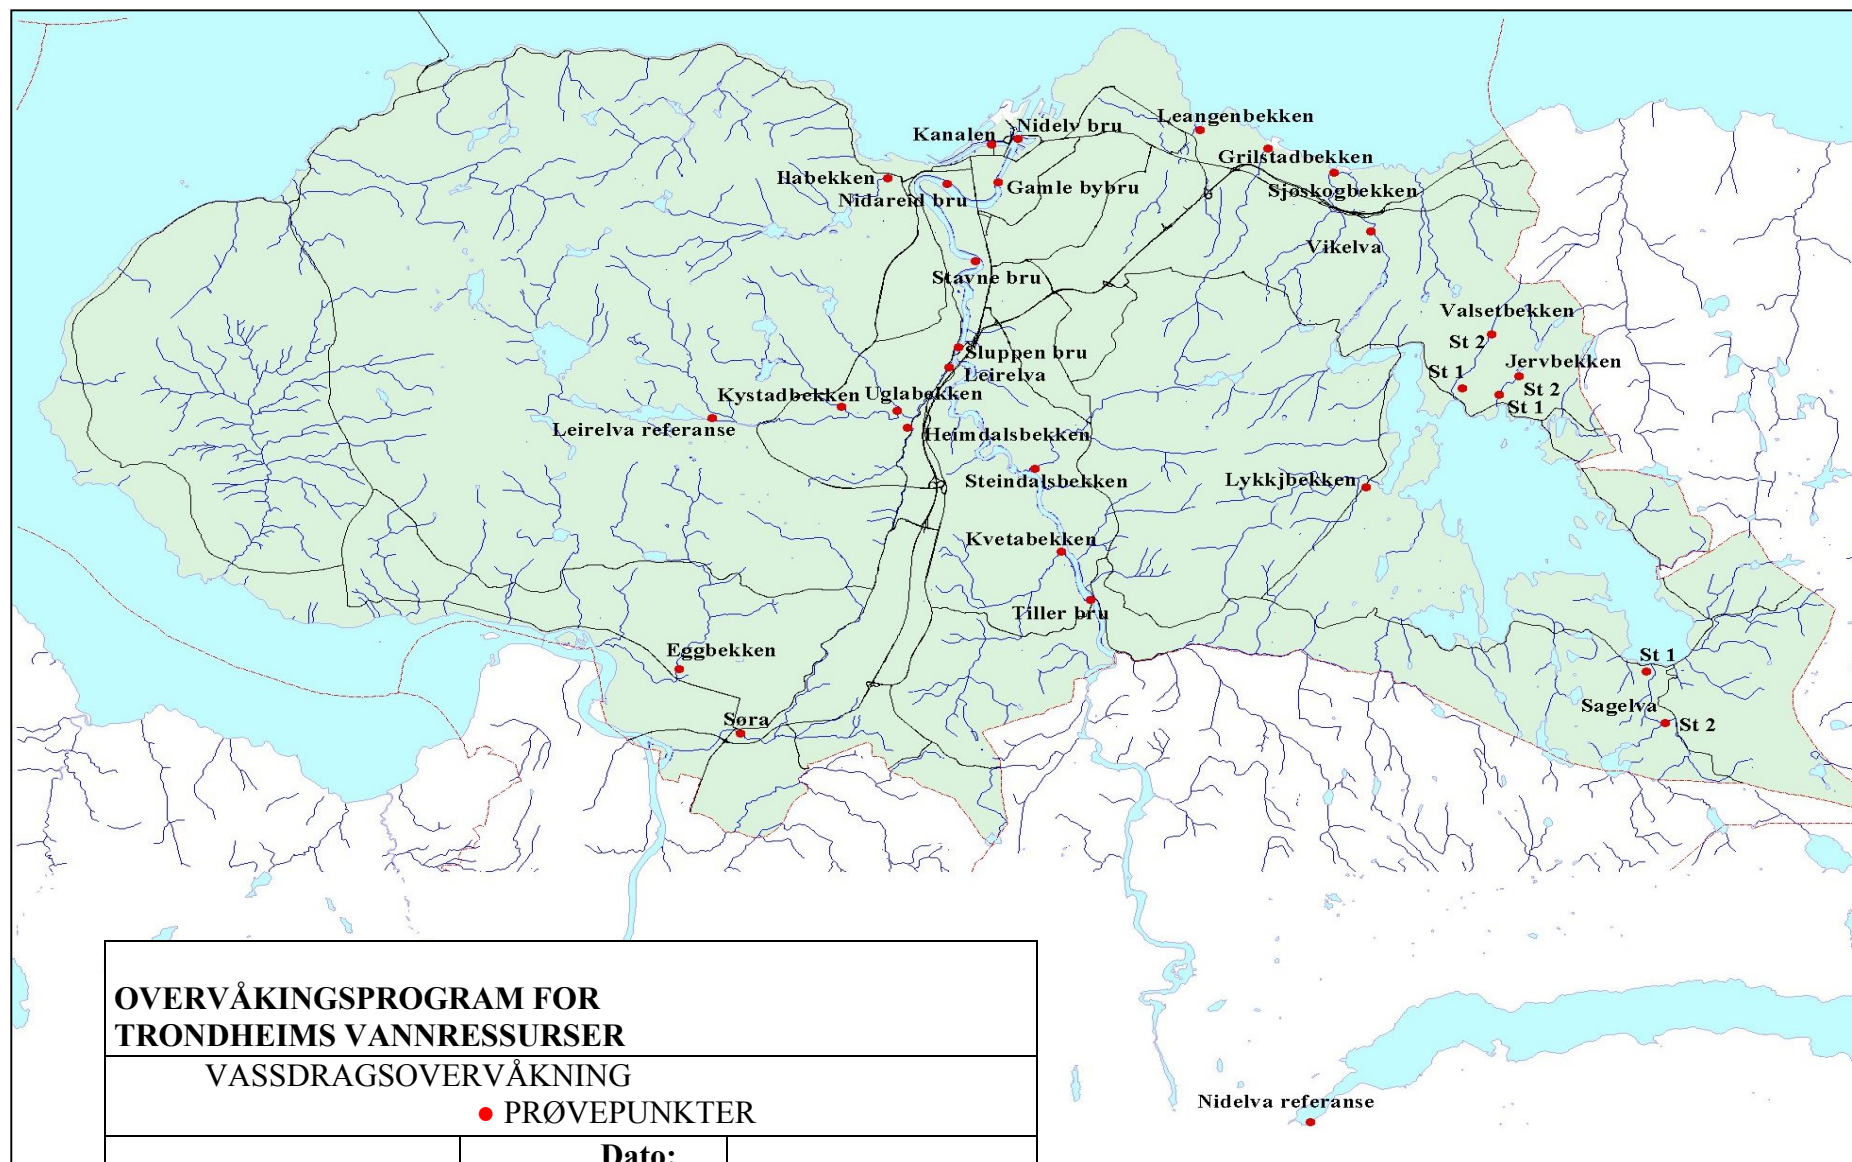 Leangenbekken
Nidelv bru
Kanalen
Grilstadbekken
Habekken
Gamle bybru
Sjøskogbekken
Nidareid bru
Vikelva
Stavne bru
Valsetbekken
St 2
Sluppen bru
Jervbekken
Leirelva
St 1
St 2
Kystadbekken
Uglabekken
St 1
Leirelva referanse
Heimdalsbekken
Steindalsbekken
Lykkjbekken
Kvetabekken
Tiller bru
Eggbekken
St 1
Sagelva
Søra
St 2
OVERVÅKINGSPROGRAM FOR
TRONDHEIMS VANNRESSURSER
VASSDRAGSOVERVÅKNING
PRØVEPUNKTER
Nidelva referanse
Dato: